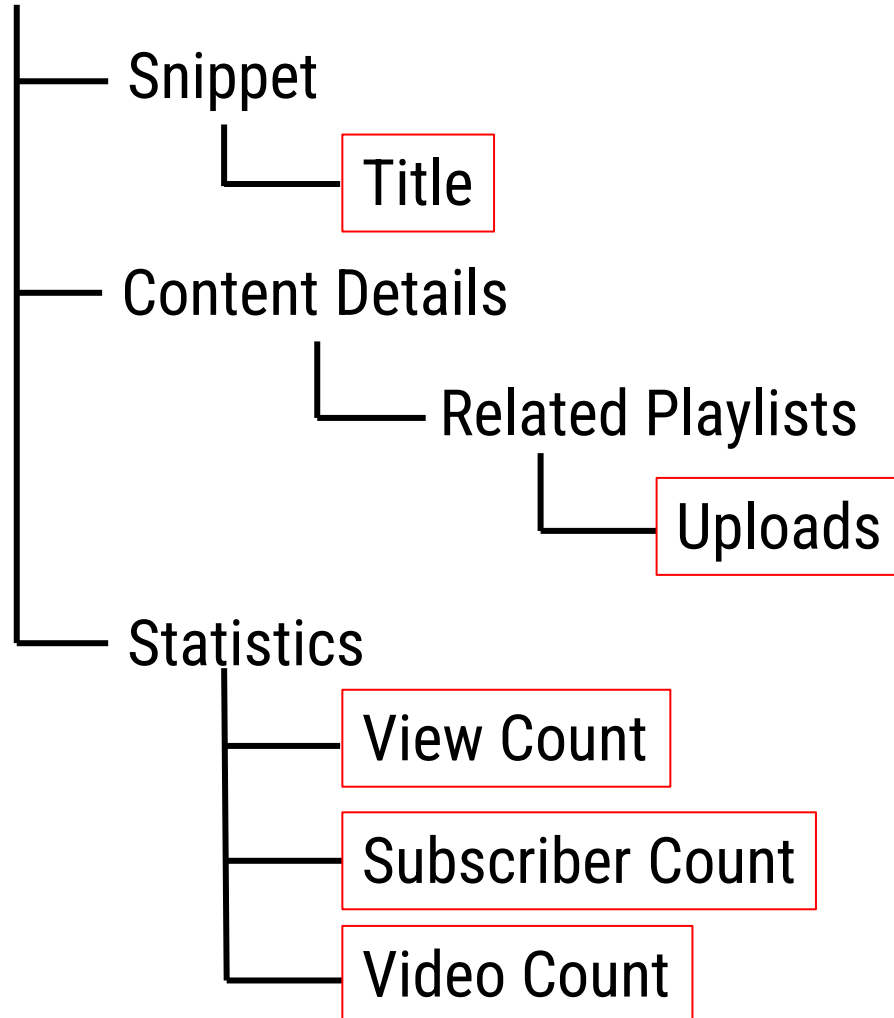 Snippet
Title
Content Details
Related Playlists
Uploads
Statistics
View Count
Subscriber Count
Video Count